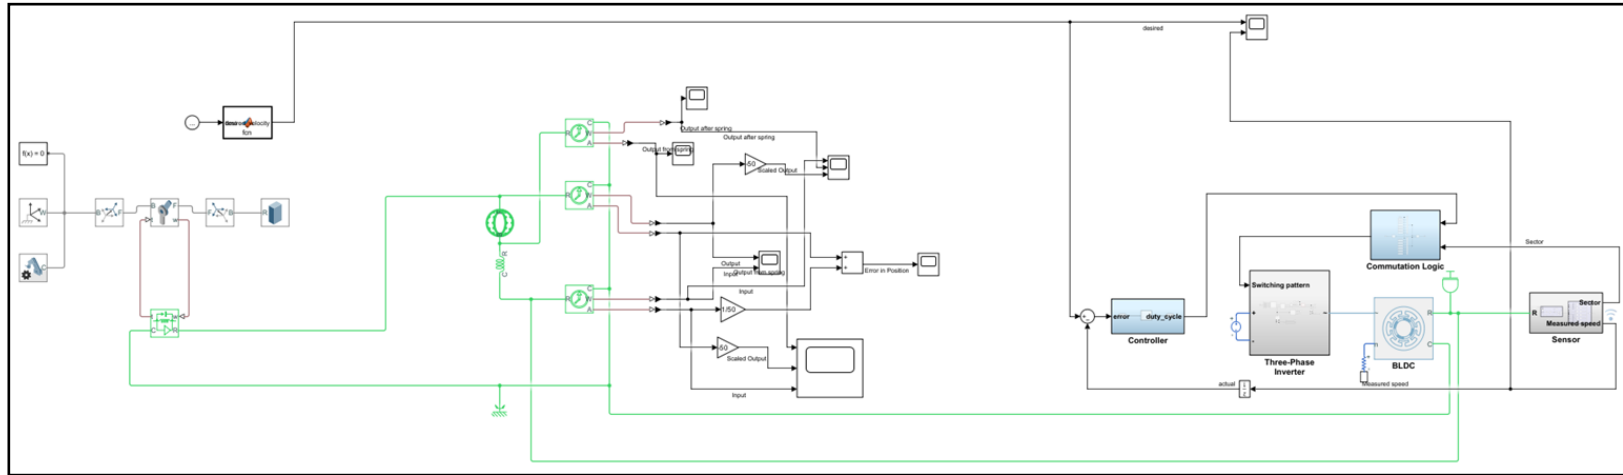 desired
fcn
f(x) = 0
Output after spring
Output after spring
Output from spring
-50
Scaled Output
Output
Output from spring
Input
Error in Position
Input
1/50
-50
Scaled Output
Input
Sector
Commutation Logic
Switching pattern
Three-Phase
Inverter
error
duty_cycle
Controller
actual
Measured speed
BLDC
R
C
R
Sector
Measured speed
Sensor
W
B
F
B
F
w
F
B
R
C
R
C
R
R
C
W
A
R
C
W
A
R
C
W
A